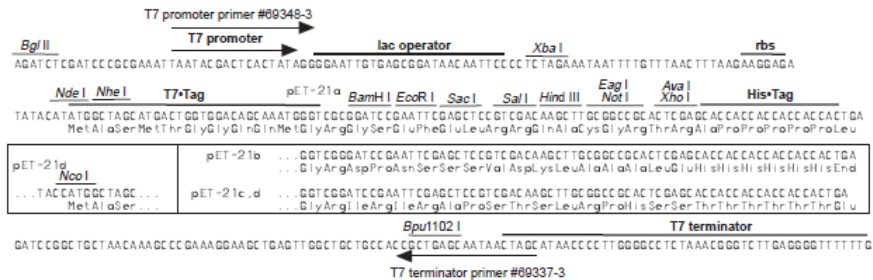 T7 promoter primer #69348-3
Bgl II T7 promoter lac operator Xba I rbs
AGATCTCGATCCCGCGAAATTAATACGACTCACTATAGGGGAATTGTGAGCGGATAACAATTCCCCTCTAGAAATAATTTTGTTTAACTTTAAGAAGGAGA
Nde I Nhe I T7•Tag pET-21a BamH I EcoR I Sac I Sal I Hind III Eag I Not I Ava I Xho I His•Tag
TATACATATGGCTAGCATGACTGGTGGACAGCAAATGGGTCGCGGATCCGAATTCGAGCTCCGTCGACAAGCTTGCGGCCGCACTCGAGCACCACCACCACCACCACTGA
MetAlaSerMetThrGlyGlyGlnGlnMetGlyArgGlySerGluPheGluLeuArgArgGlnAlaCysGlyArgThrArgAlaProProProProProLeu
pET-21d
Nco I
...TACCATGGCTAGC...
MetAlaSer...
pET-21b ...GGTCGGGATCCGAATTCGAGCTCCGTCGACAAGCTTGCGGCCGCACTCGAGCACCACCACCACCACCACTGA
GlyArgAspProAsnSerSerSerValAspLysLeuAlaAlaAlaLeuGluHisHisHisHisHisHisEnd
pET-21c,d ...GGTCGGATCCGAATTCGAGCTCCGTCGACAAGCTTGCGGCCGCACTCGAGCACCACCACCACCACCACTGA
GlyArgIleArgIleArgAlaProSerThrSerLeuArgProHisSerSerThrThrThrThrThrThrGlu
Bpu1102 I T7 terminator
GATCCGGCTGCTAACAAAGCCCGAAAGGAAGCTGAGTTGGCTGCTGCCACCGCTGAGCAATAACTAGCATAACCCCTTGGGGCCTCTAAACGGGTCTTGAGGGGTTTTTTG
T7 terminator primer #69337-3